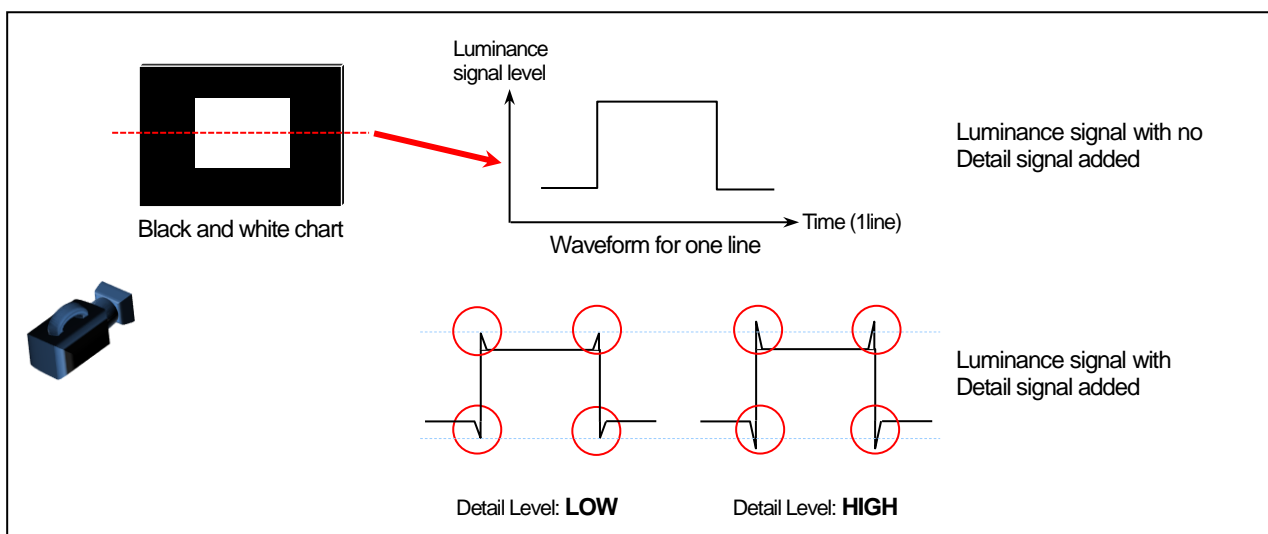 Luminance
signal level
Luminance signal with no
Detail signal added
Time (1line)
Black and white chart
Waveform for one line
Luminance signal with
Detail signal added
Detail Level: LOW
Detail Level: HIGH